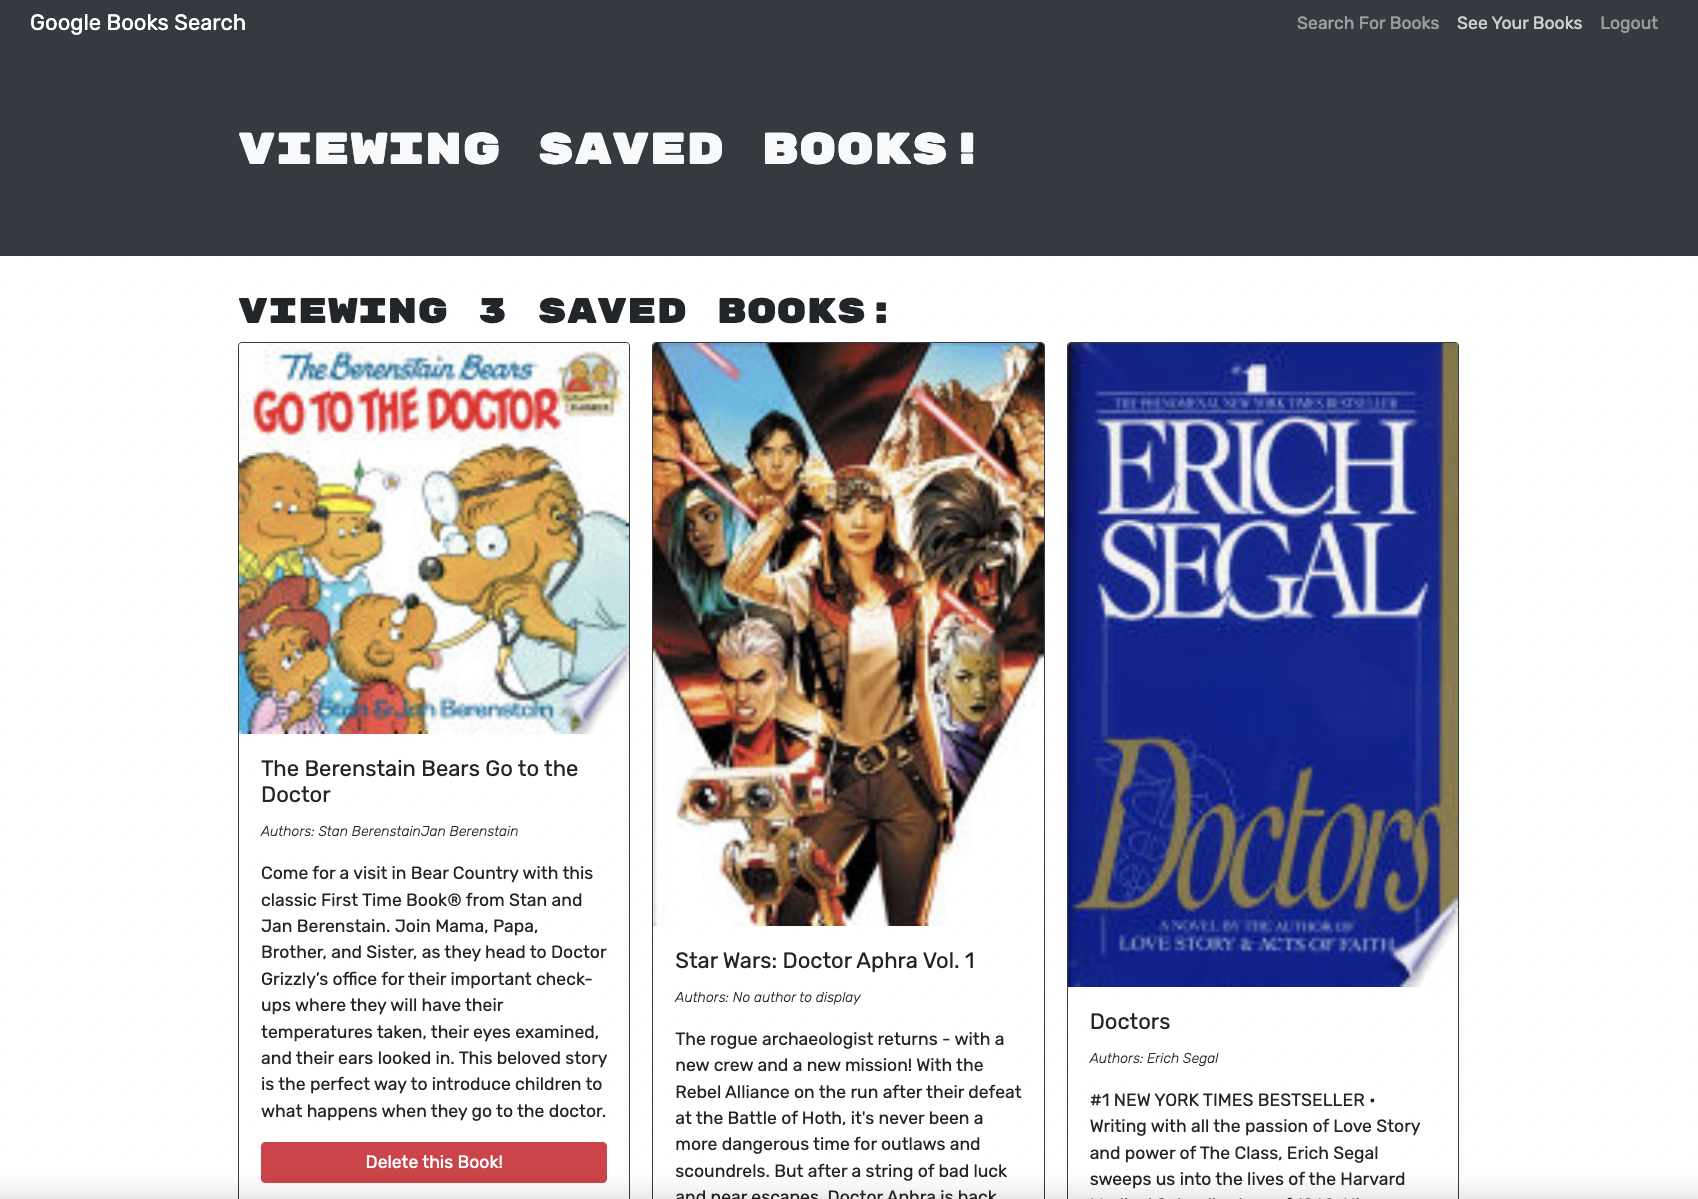 Google Books Search
Search For Books
See Your Books
Logout
VIEWING SAVED BOOKS!
VIEWING 3 SAVED BOOKS:
The Berenstain Bears
GO TO THE DOCTOR
Stan & Jan Berenstain
The Berenstain Bears Go to the
Doctor
Authors: Stan BerenstainJan Berenstain
Come for a visit in Bear Country with this
classic First Time Book® from Stan and
Jan Berenstain. Join Mama, Papa,
Brother, and Sister, as they head to Doctor
Grizzly’s office for their important check-
ups where they will have their
temperatures taken, their eyes examined,
and their ears looked in. This beloved story
is the perfect way to introduce children to
what happens when they go to the doctor.
Delete this Book!
Star Wars: Doctor Aphra Vol. 1
Authors: No author to display
The rogue archaeologist returns - with a
new crew and a new mission! With the
Rebel Alliance on the run after their defeat
at the Battle of Hoth, it's never been a
more dangerous time for outlaws and
scoundrels. But after a string of bad luck
and near escapes, Doctor Aphra is back
#1
THE PHENOMENAL NEW YORK TIMES BESTSELLER
ERICH
SEGAL
Doctors
A NOVEL BY THE AUTHOR OF
LOVE STORY & ACTS OF FAITH
Doctors
Authors: Erich Segal
#1 NEW YORK TIMES BESTSELLER •
Writing with all the passion of Love Story
and power of The Class, Erich Segal
sweeps us into the lives of the Harvard